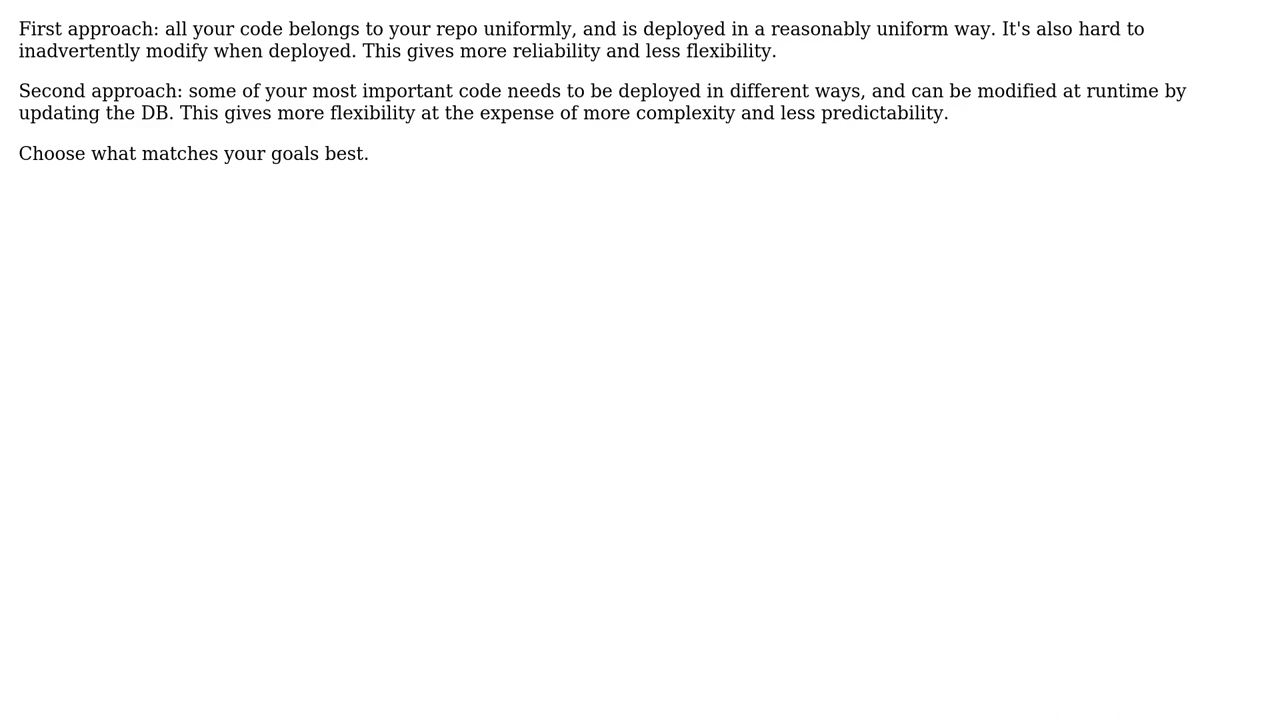 First approach: all your code belongs to your repo uniformly, and is deployed in a reasonably uniform way. It's also hard to
inadvertently modify when deployed. This gives more reliability and less flexibility.
Second approach: some of your most important code needs to be deployed in different ways, and can be modified at runtime by
updating the DB. This gives more flexibility at the expense of more complexity and less predictability.
Choose what matches your goals best.